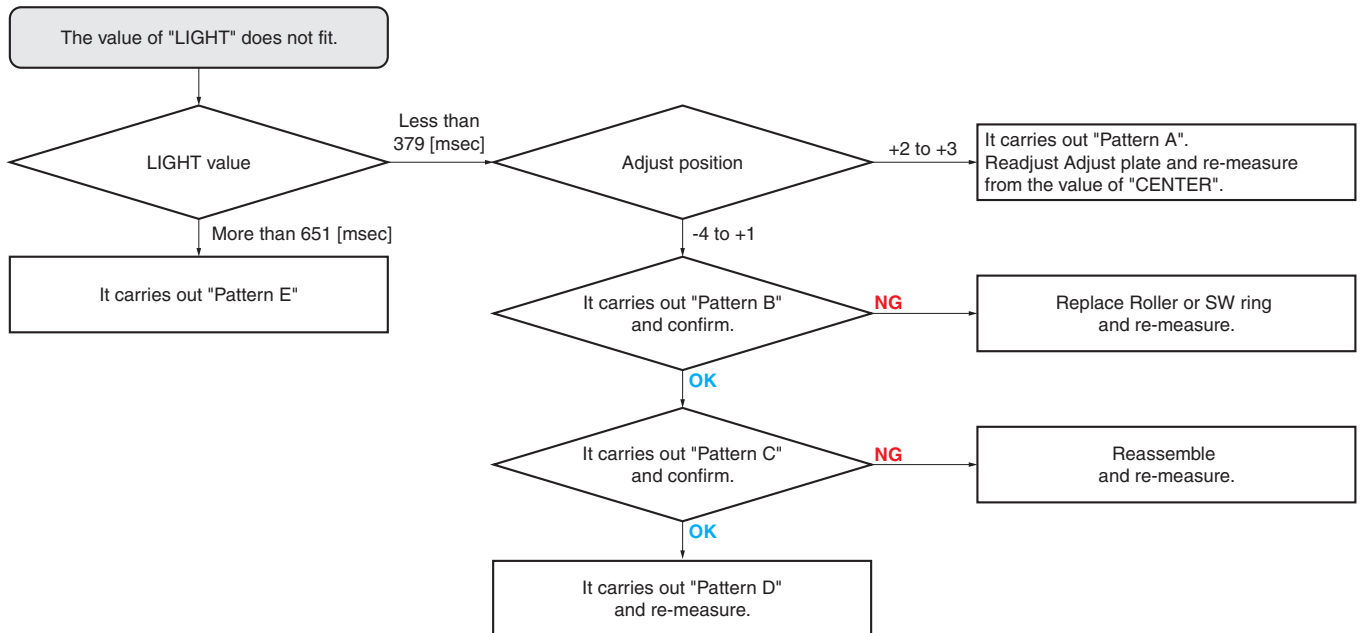 The value of "LIGHT" does not fit.
Less than
379 [msec]
LIGHT value
Adjust position
+2 to +3
It carries out "Pattern A".
Readjust Adjust plate and re-measure
from the value of "CENTER".
More than 651 [msec]
-4 to +1
It carries out "Pattern E"
It carries out "Pattern B"
and confirm.
NG
Replace Roller or SW ring
and re-measure.
OK
It carries out "Pattern C"
and confirm.
NG
Reassemble
and re-measure.
OK
It carries out "Pattern D"
and re-measure.